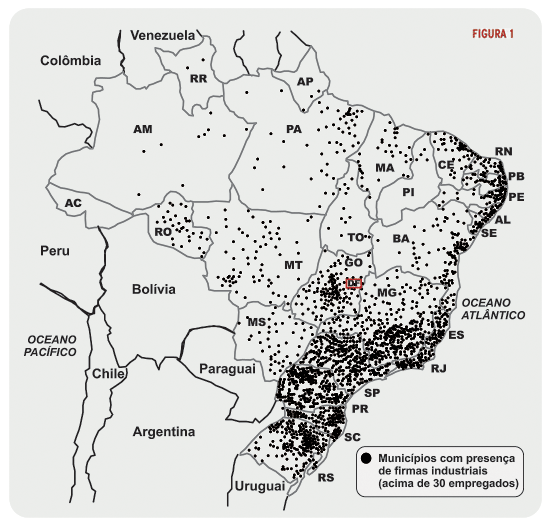 FIGURA 1
Venezuela
Colômbia
RR
AP
AM
PA
MA
CE
RN
PB
PE
PI
AL
SE
AC
RO
TO
BA
MT
GO
Peru
Bolívia
MG
OCEANO
ATLÂNTICO
MS
ES
OCEANO
PACÍFICO
Chile
Paraguai
RJ
SP
PR
Argentina
SC
RS
Uruguai
Municípios com presença
de firmas industriais
(acima de 30 empregados)